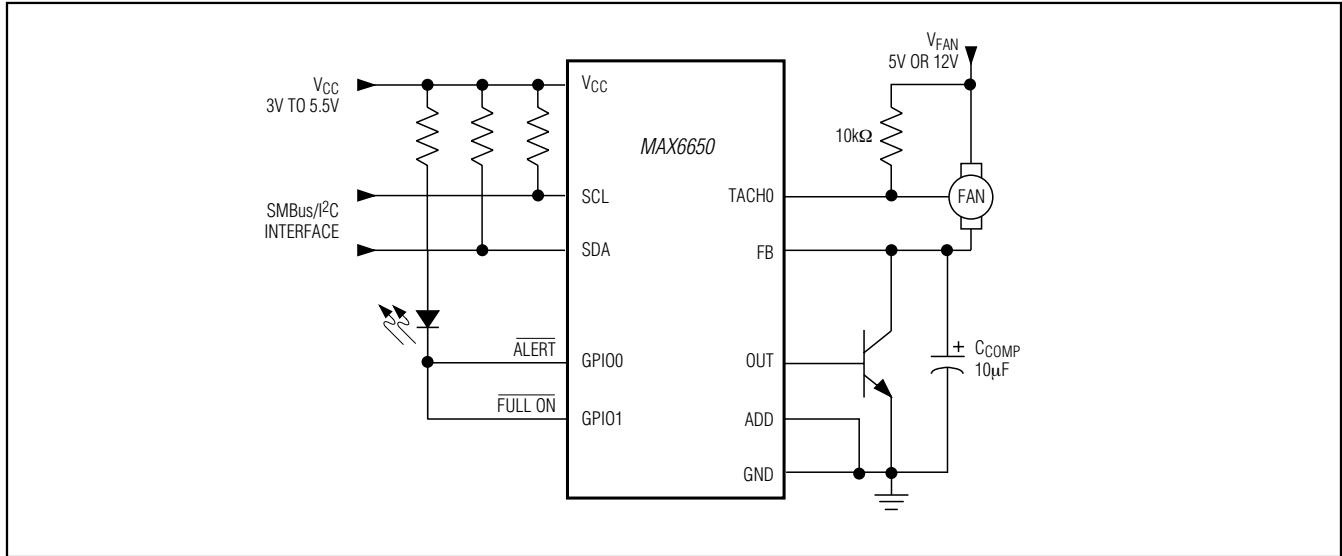 VFAN
5V OR 12V
VCC
3V TO 5.5V
VCC
10kΩ
MAX6650
SCL
TACH0
FAN
SMBus/I²C
INTERFACE
SDA
FB
ALERT
GPIO0
OUT
+
CCOMP
10µF
FULL ON
GPIO1
ADD
GND